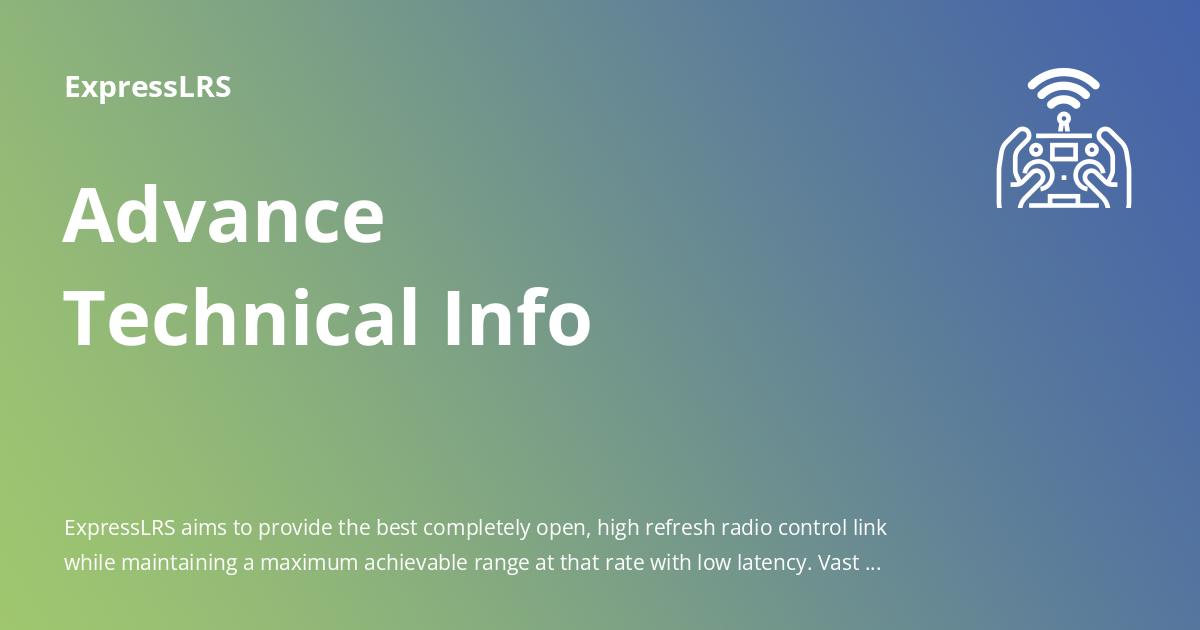 ExpressLRS
Advance
Technical Info
ExpressLRS aims to provide the best completely open, high refresh radio control link
while maintaining a maximum achievable range at that rate with low latency. Vast ...